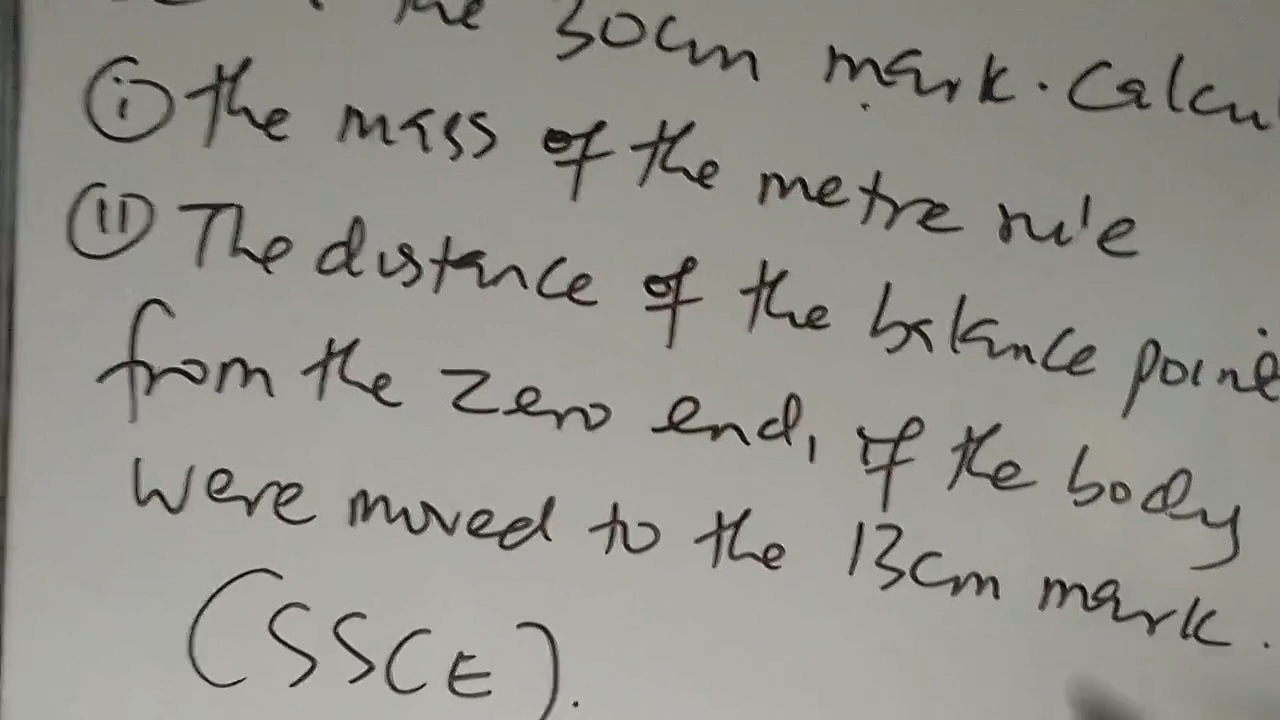 the 30cm mark. Calcu
(i) the mass of the metre rule
(ii) The distance of the balance point
from the zero end, if the body
were moved to the 13cm mark.
(SSCE).